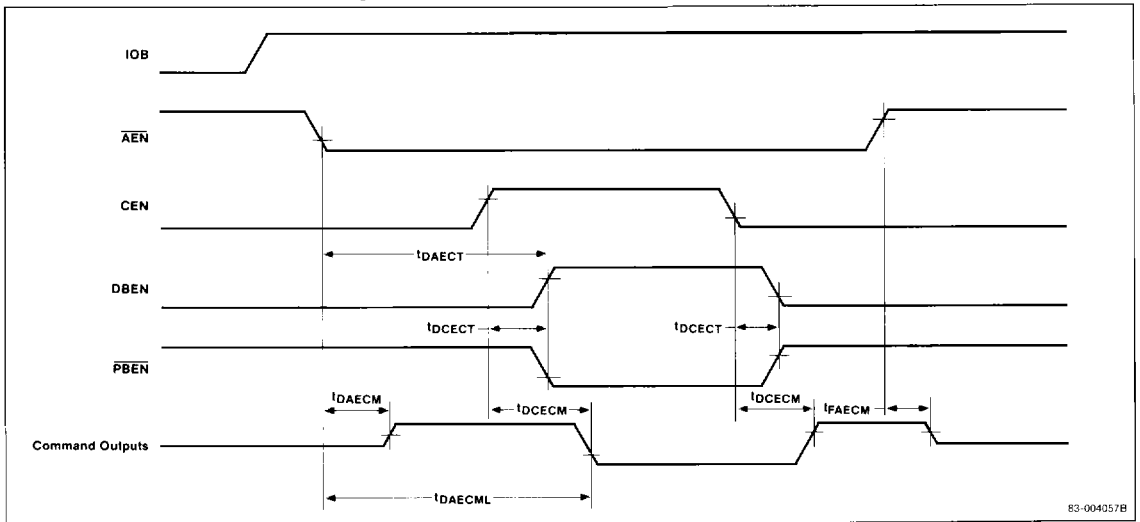 IOB
AEN
CEN
tDAECT
DBEN
tDCECT tDCECT
PBEN
tDAECM tDCECM tDCECM tFAECM
Command Outputs
tDAECML
83-004057B